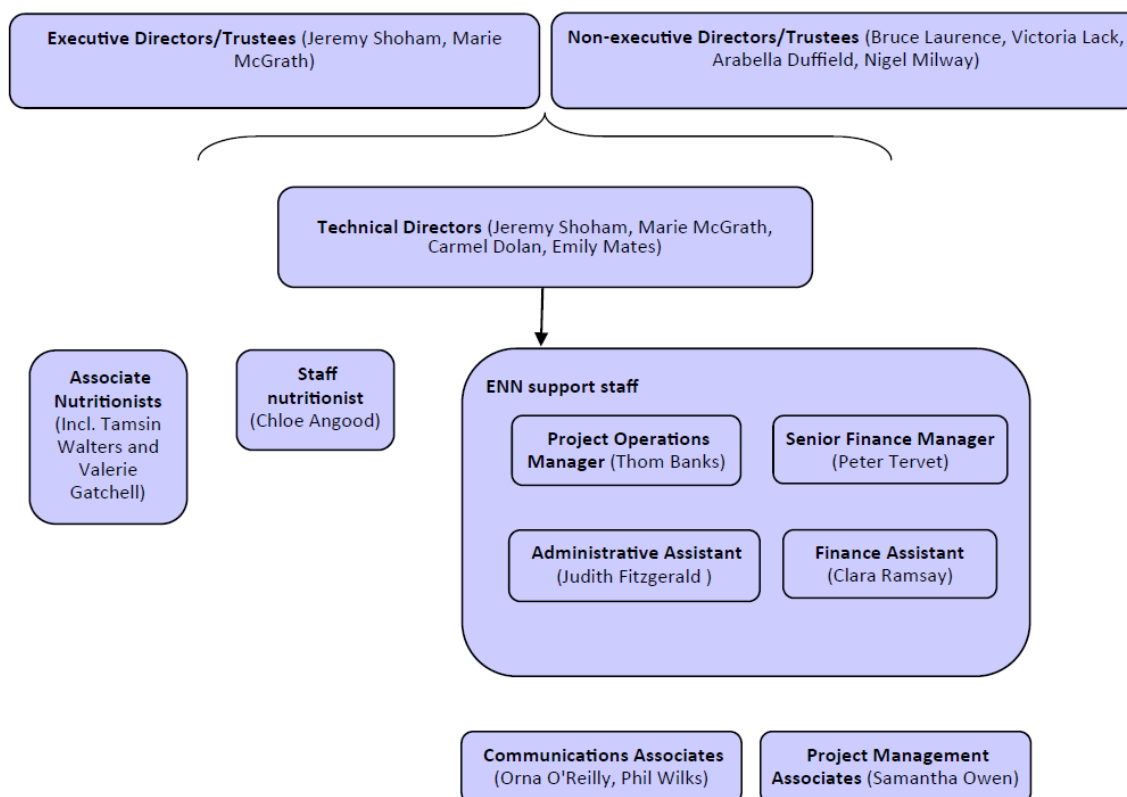 Executive Directors/Trustees (Jeremy Shoham, Marie
McGrath)
Non-executive Directors/Trustees (Bruce Laurence, Victoria Lack,
Arabella Duffield, Nigel Milway)
Technical Directors (Jeremy Shoham, Marie McGrath,
Carmel Dolan, Emily Mates)
Associate
Nutritionists
(Incl. Tamsin
Walters and
Valerie
Gatchell)
Staff
nutritionist
(Chloe Angood)
ENN support staff
Project Operations
Manager (Thom Banks)
Senior Finance Manager
(Peter Tervet)
Administrative Assistant
(Judith Fitzgerald )
Finance Assistant
(Clara Ramsay)
Communications Associates
(Orna O'Reilly, Phil Wilks)
Project Management
Associates (Samantha Owen)